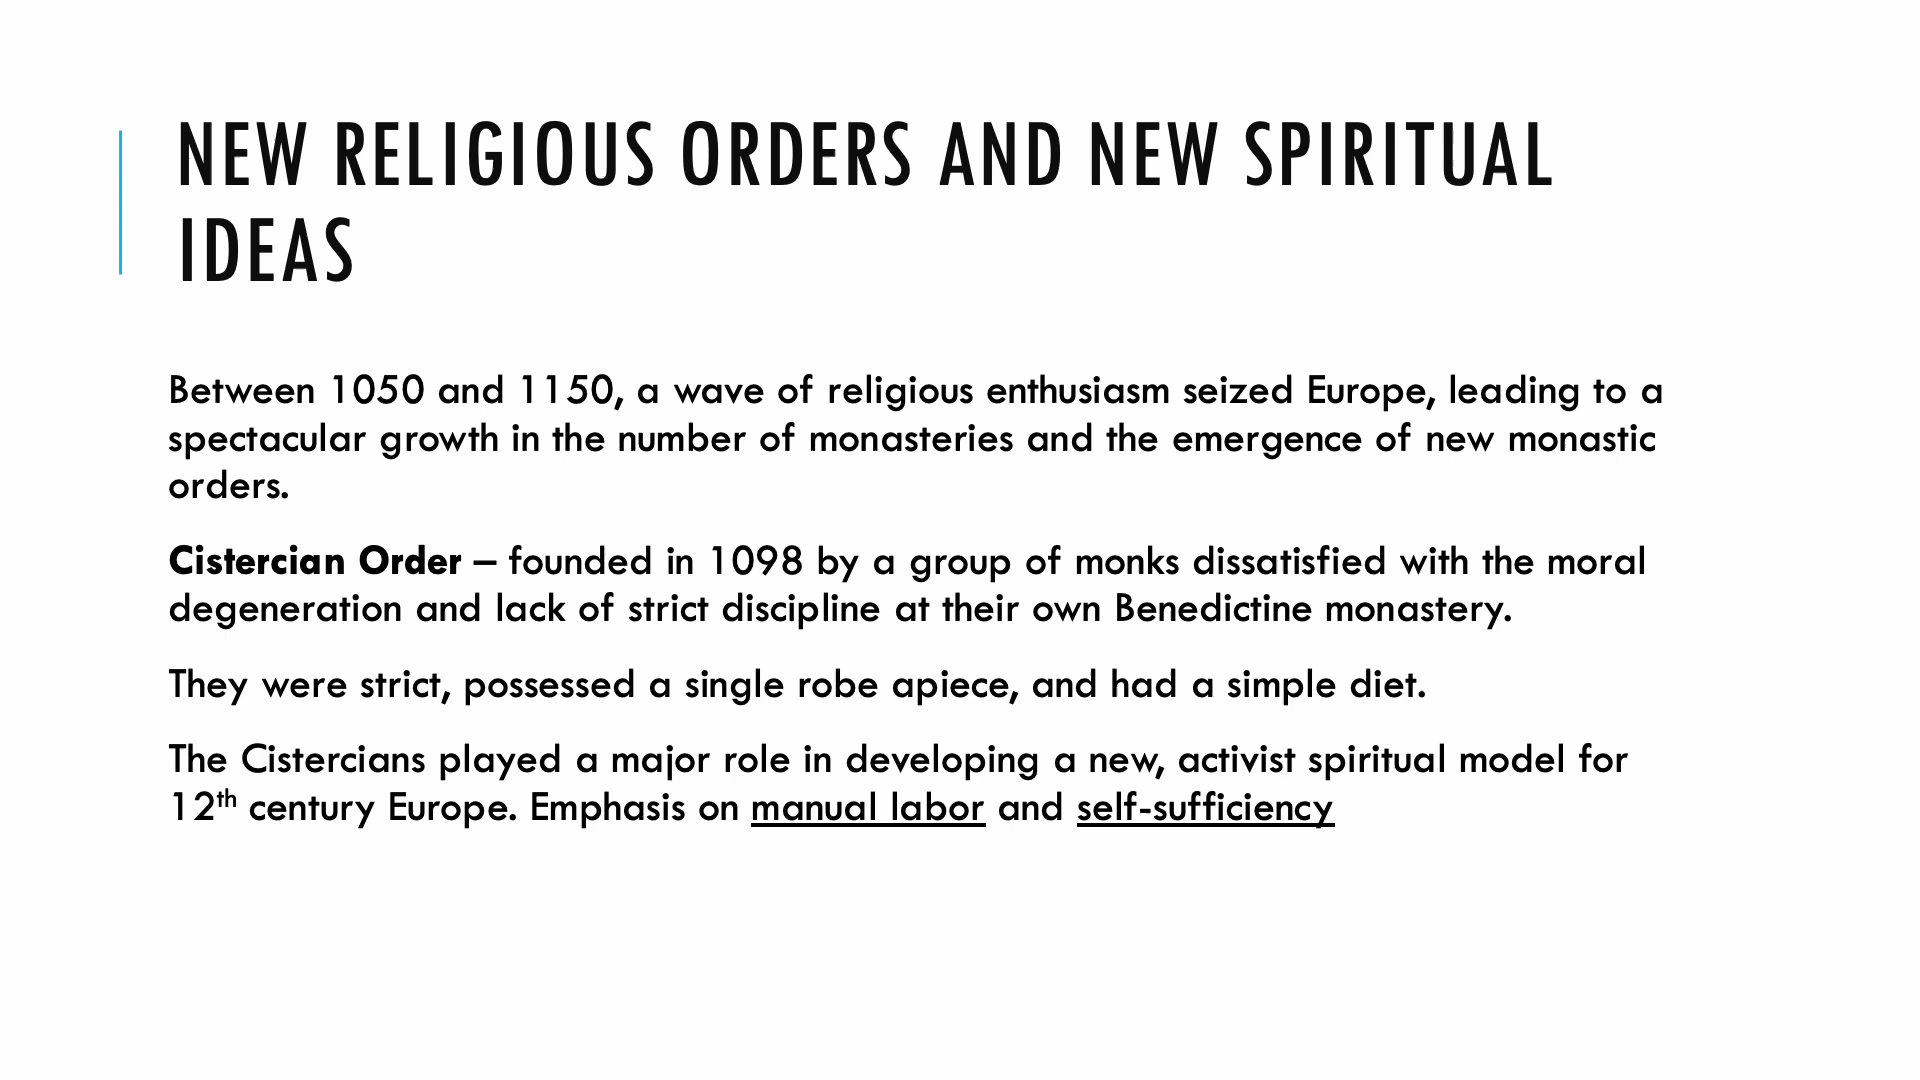 NEW RELIGIOUS ORDERS AND NEW SPIRITUAL
IDEAS
Between 1050 and 1150, a wave of religious enthusiasm seized Europe, leading to a
spectacular growth in the number of monasteries and the emergence of new monastic
orders.
Cistercian Order – founded in 1098 by a group of monks dissatisfied with the moral
degeneration and lack of strict discipline at their own Benedictine monastery.
They were strict, possessed a single robe apiece, and had a simple diet.
The Cistercians played a major role in developing a new, activist spiritual model for
12th century Europe. Emphasis on manual labor and self-sufficiency